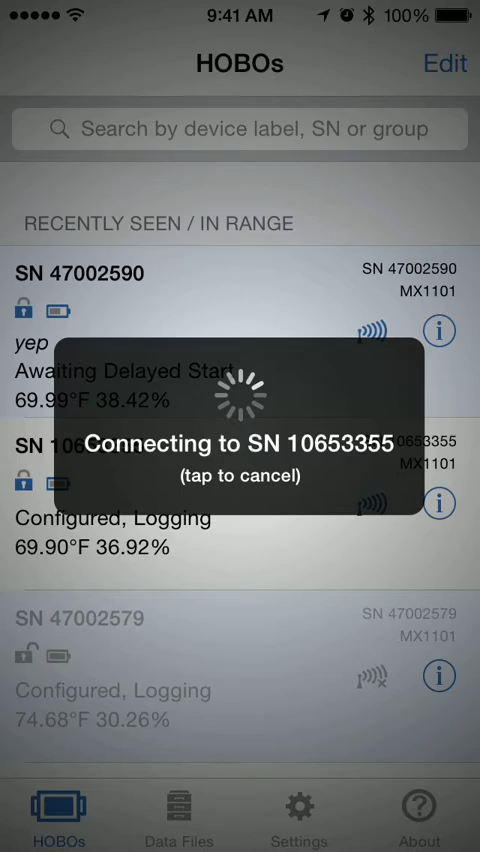 9:41 AM
100%
HOBOs
Edit
Search by device label, SN or group
RECENTLY SEEN / IN RANGE
SN 47002590
SN 47002590
MX1101
yep
Awaiting Delayed Start
69.99°F 38.42%
Connecting to SN 10653355
(tap to cancel)
SN 10653355
0653355
MX1101
Configured, Logging
69.90°F 36.92%
SN 47002579
SN 47002579
MX1101
Configured, Logging
74.68°F 30.26%
HOBOs
Data Files
Settings
About